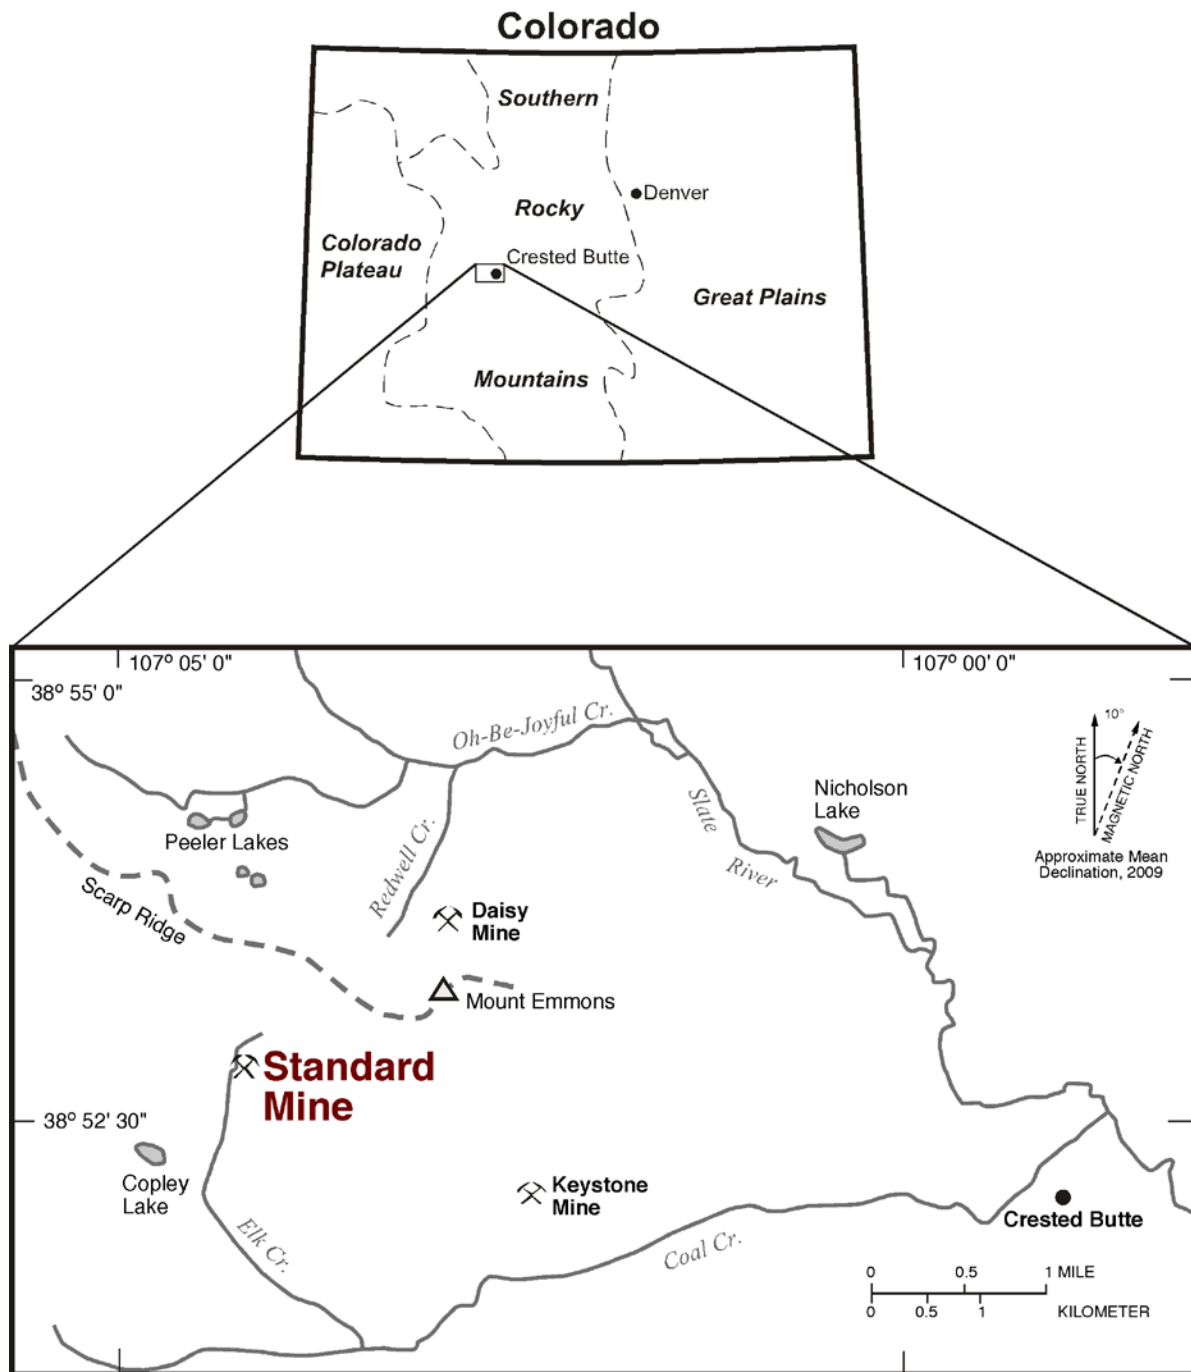 Colorado
Southern
Denver
Rocky
Colorado
Plateau
Crested Butte
Great Plains
Mountains
107° 05' 0"
107° 00' 0"
38° 55' 0"
Oh-Be-Joyful Cr.
10°
TRUE NORTH
MAGNETIC NORTH
Approximate Mean
Declination, 2009
Slate
River
Nicholson
Lake
Peeler Lakes
Redwell Cr.
Scarp Ridge
Daisy
Mine
Mount Emmons
Standard
Mine
38° 52' 30"
Copley
Lake
Keystone
Mine
Elk Cr.
Coal Cr.
Crested Butte
0 0.5 1 MILE
0 0.5 1 KILOMETER